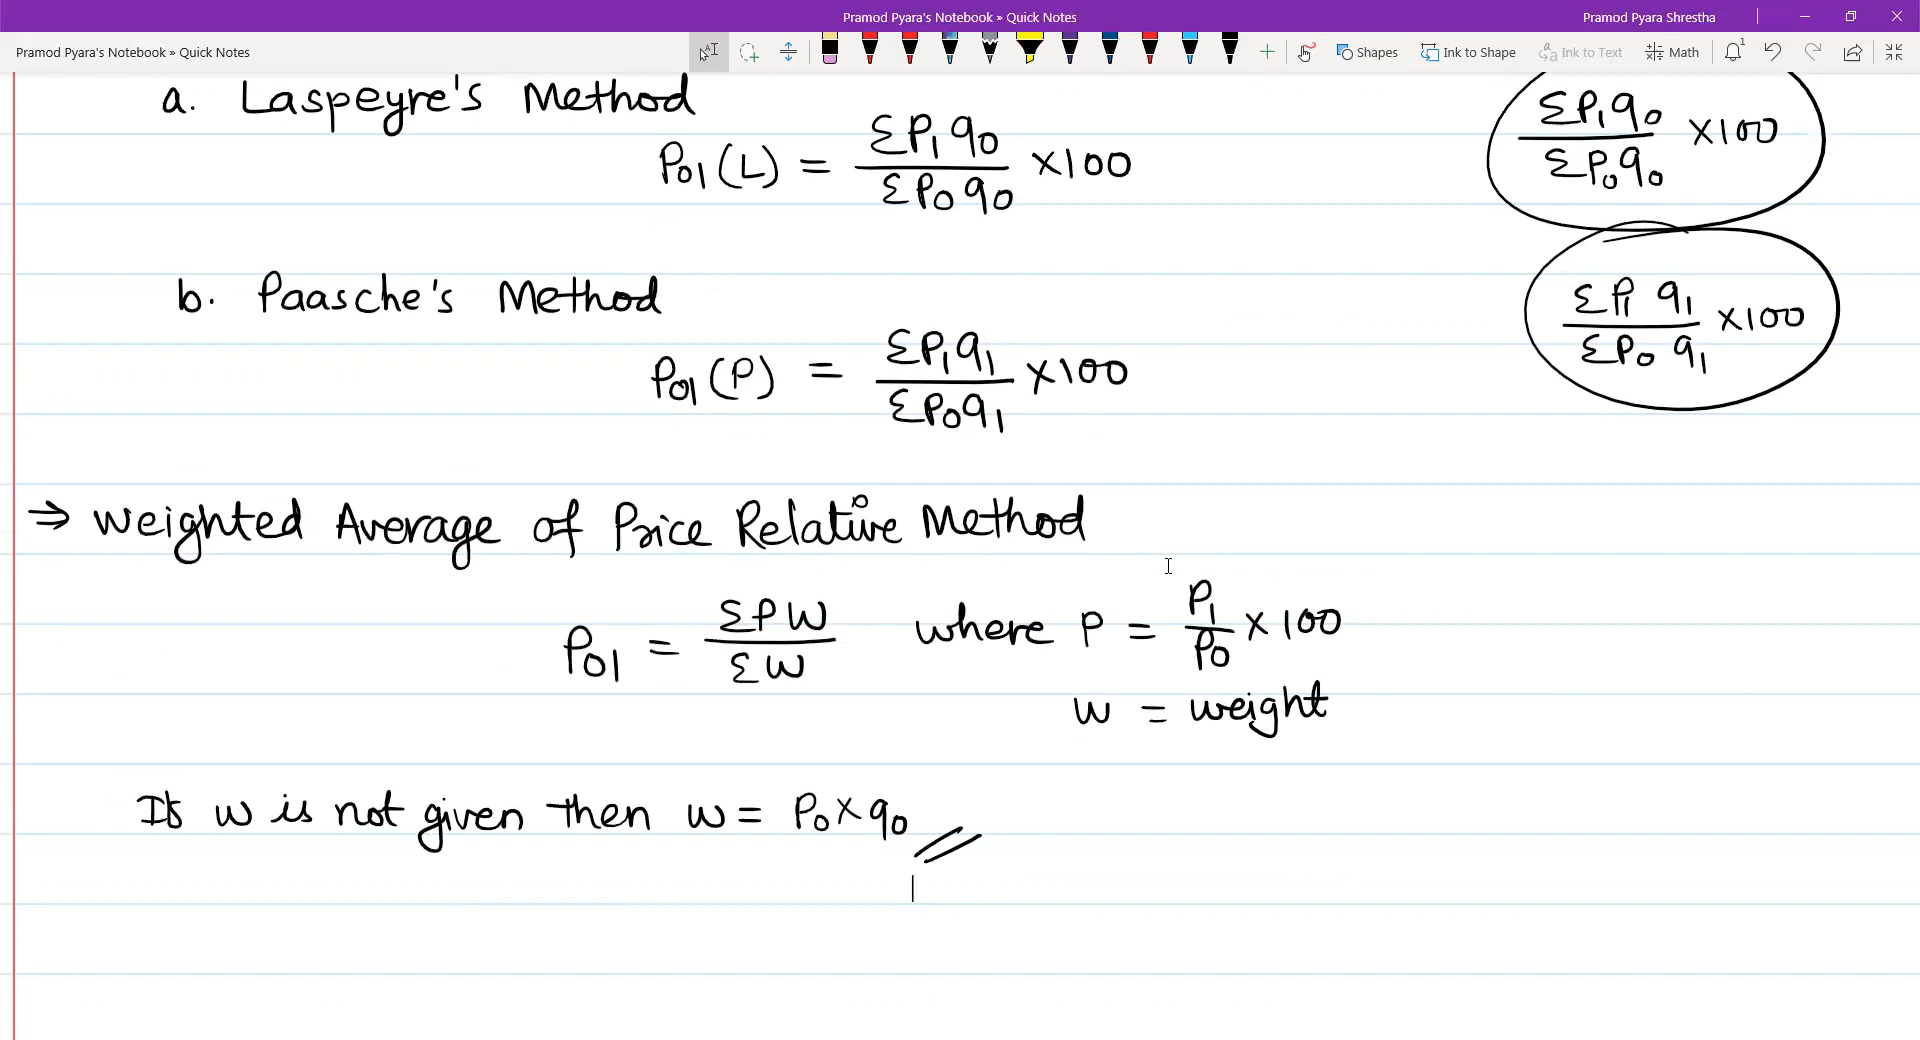 Pramod Pyara's Notebook » Quick Notes
Pramod Pyara Shrestha
Pramod Pyara's Notebook » Quick Notes
Shapes
Ink to Shape
Ink to Text
Math
1
a. Laspeyre's Method
P01(L) = ΣP1q0 / ΣP0q0 ×100
ΣP1q0 / ΣP0q0 ×100
b. Paasche's Method
P01(P) = ΣP1q1 / ΣP0q1 ×100
ΣP1q1 / ΣP0q1 ×100
⇒ Weighted Average of Price Relative Method
P01 = ΣPW / ΣW where P = P1/P0 × 100
W = weight
If W is not given then W = P0 × q0